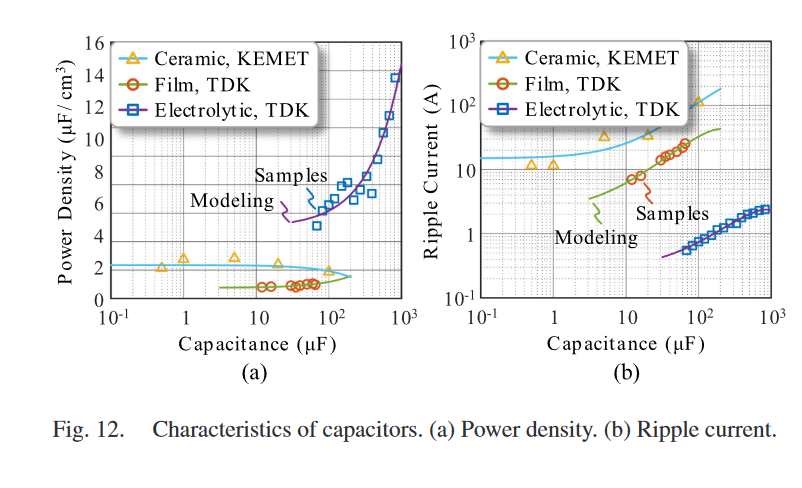 16
14
12
10
8
6
4
2
0
Power Density (μF/cm³)
Ceramic, KEMET
Film, TDK
Electrolytic, TDK
Samples
Modeling
10⁻¹ 1 10 10² 10³
Capacitance (μF)
(a)
10³
10²
10
1
10⁻¹
Ripple Current (A)
Ceramic, KEMET
Film, TDK
Electrolytic, TDK
Samples
Modeling
10⁻¹ 1 10 10² 10³
Capacitance (μF)
(b)
Fig. 12. Characteristics of capacitors. (a) Power density. (b) Ripple current.